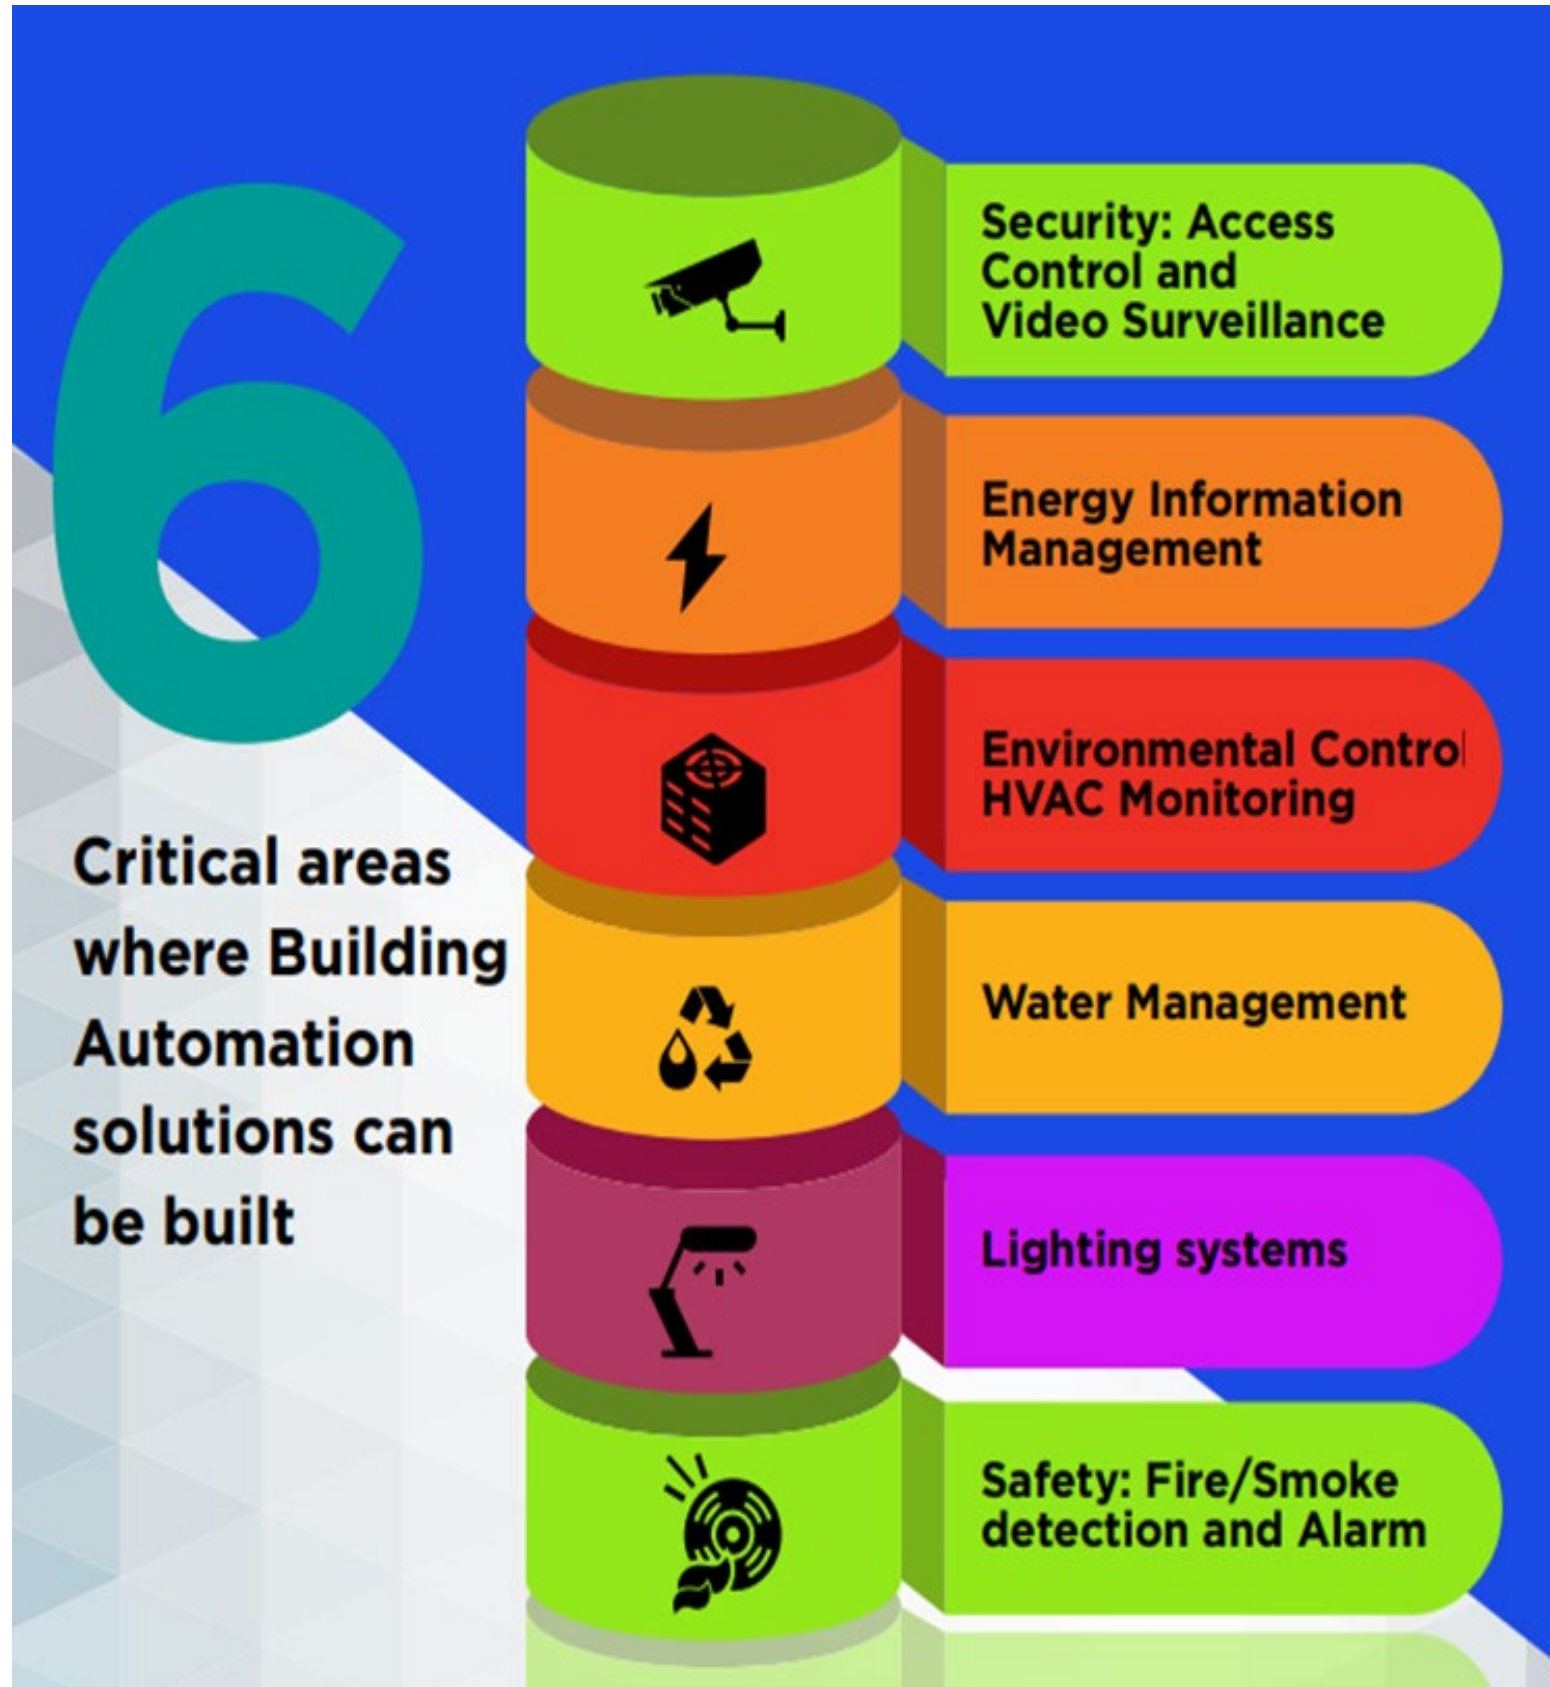 6
Critical areas
where Building
Automation
solutions can
be built
Security: Access
Control and
Video Surveillance
Energy Information
Management
Environmental Control
HVAC Monitoring
Water Management
Lighting systems
Safety: Fire/Smoke
detection and Alarm